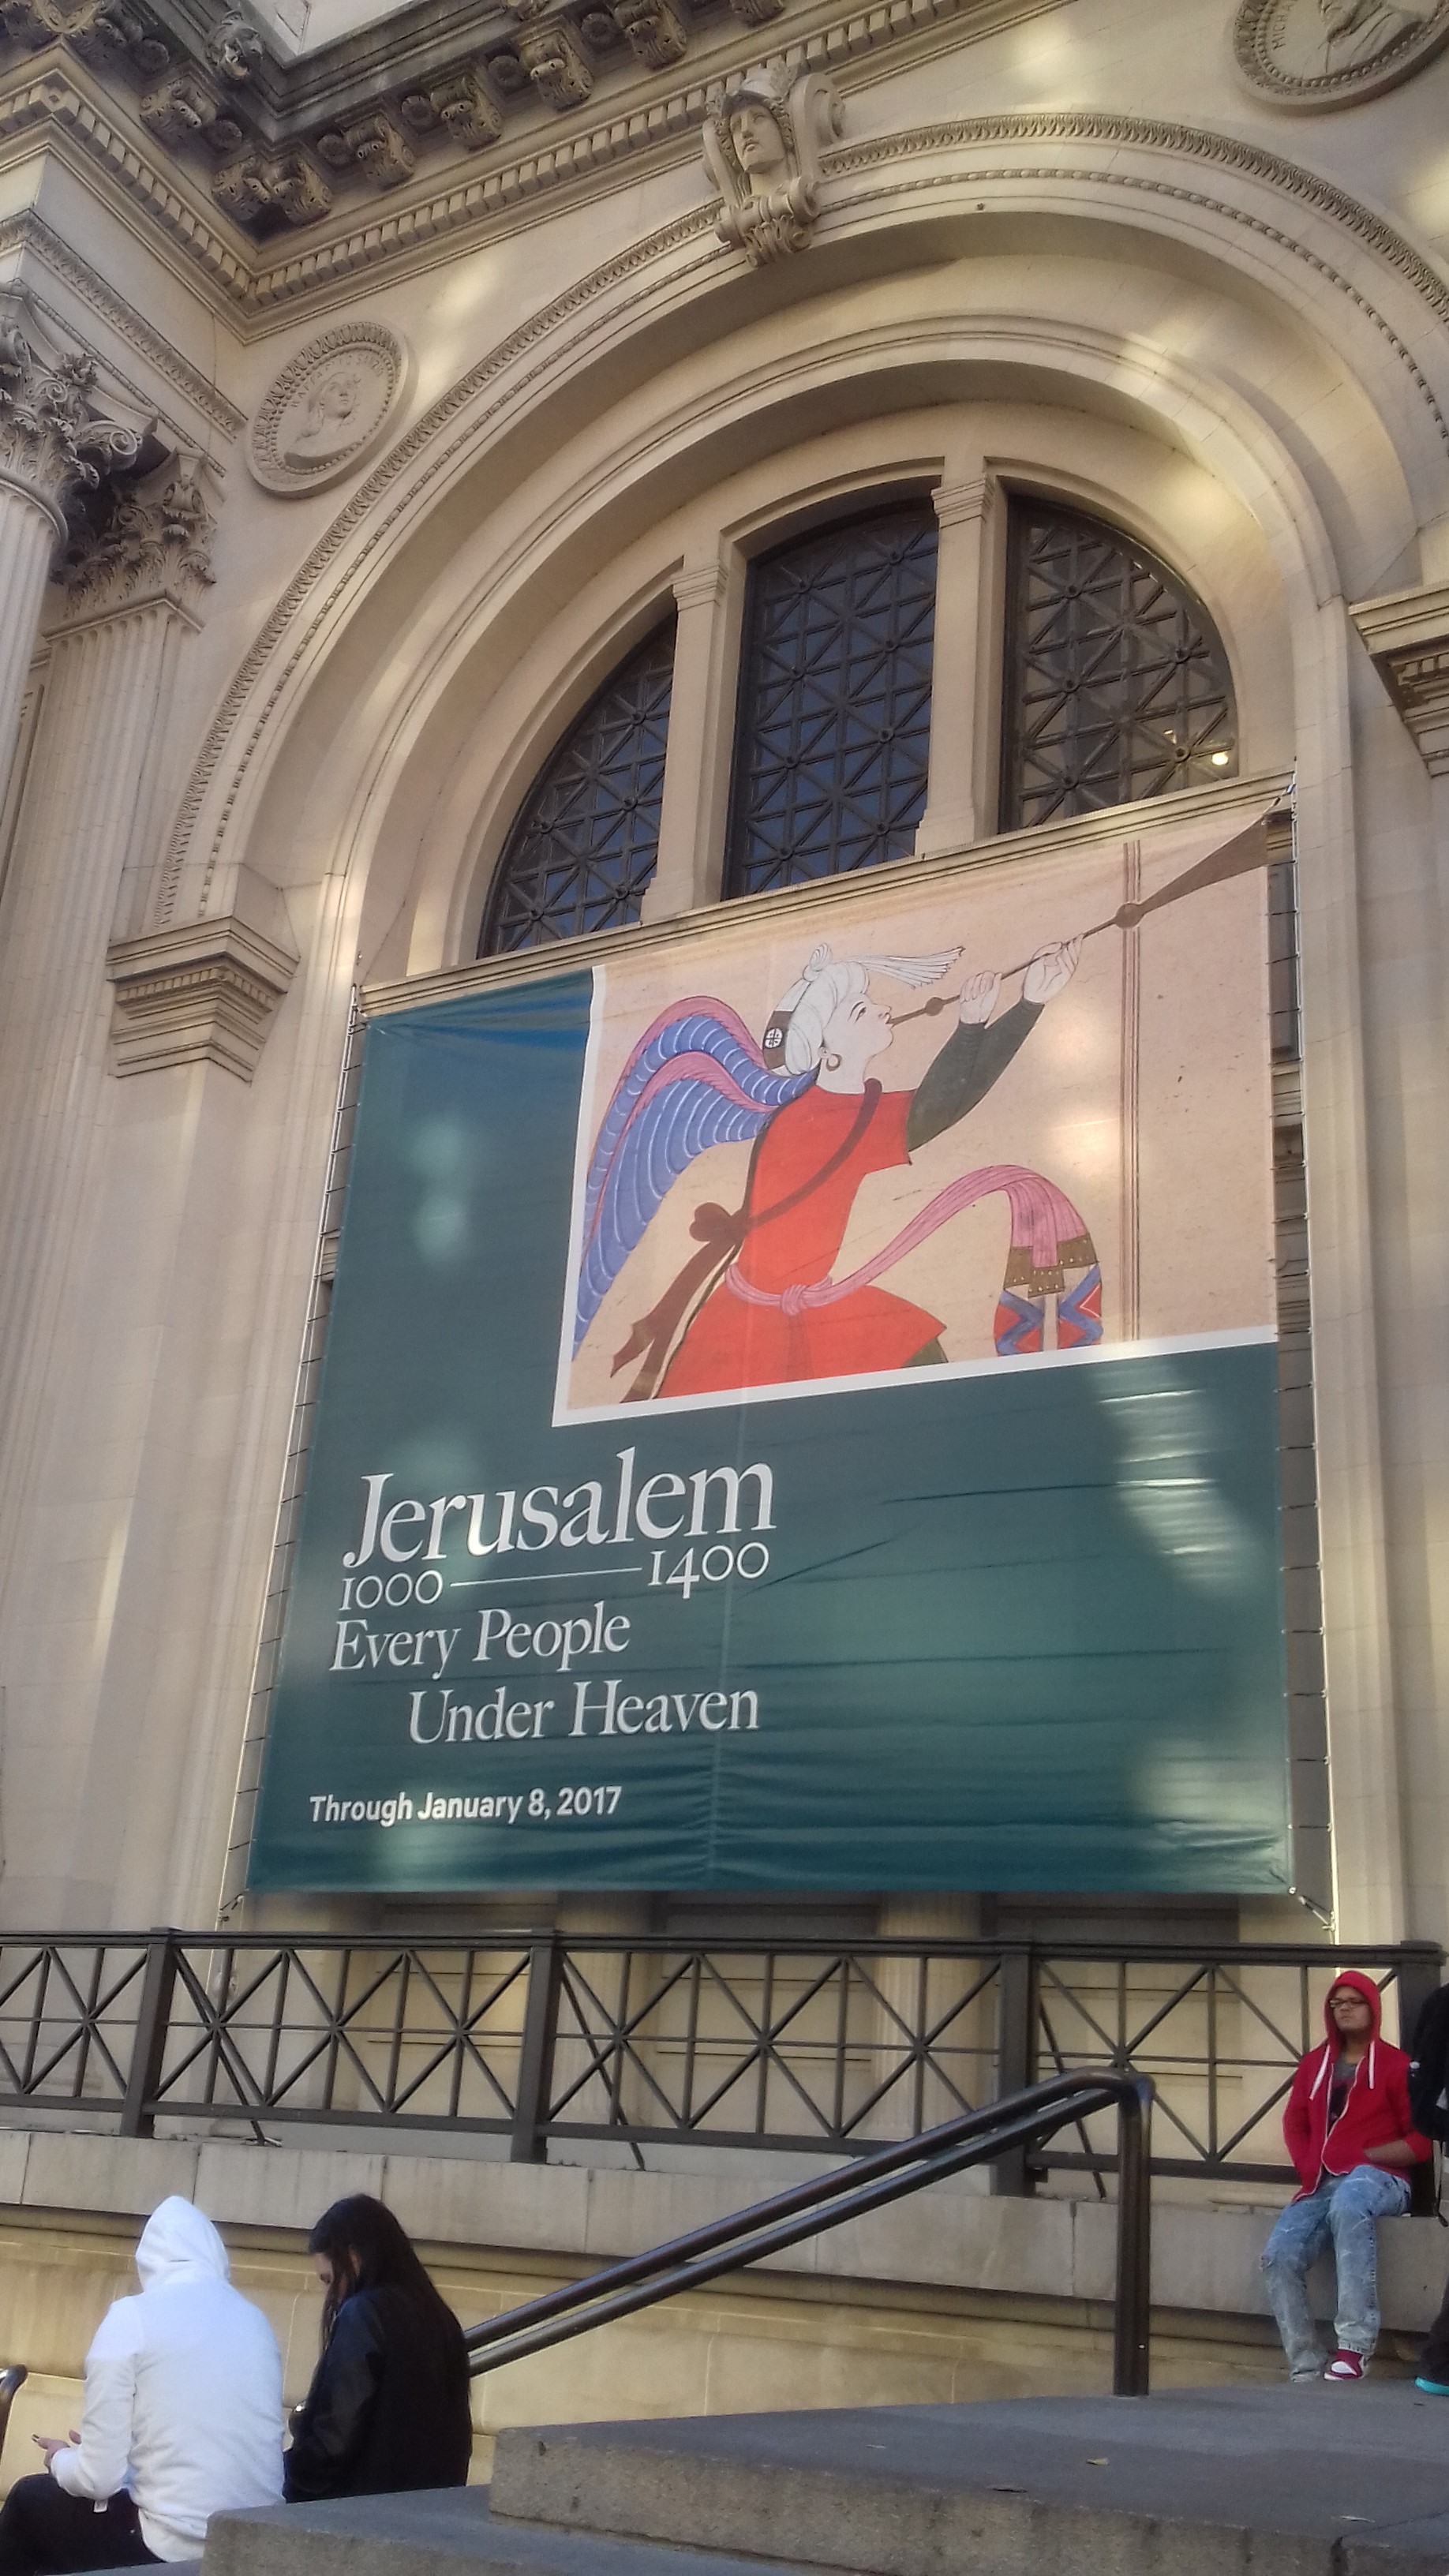 Jerusalem
1000 — 1400
Every People
Under Heaven
Through January 8, 2017